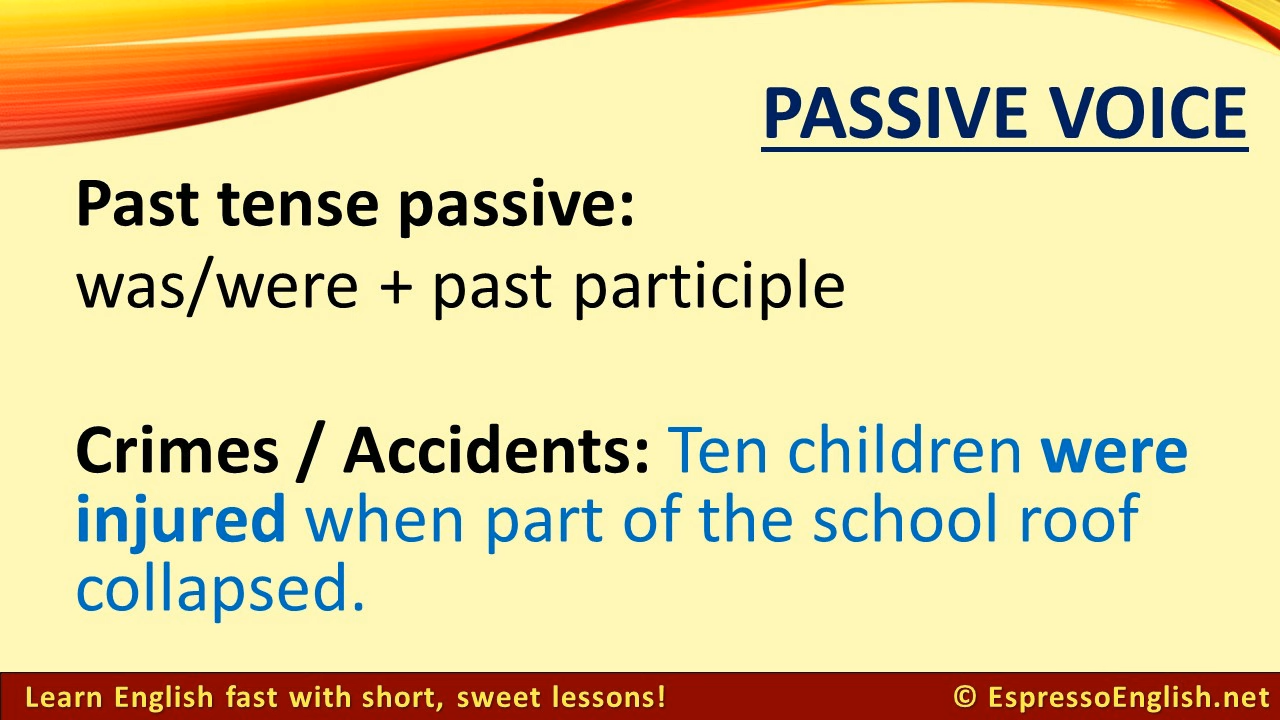 PASSIVE VOICE
Past tense passive:
was/were + past participle
Crimes / Accidents: Ten children were
injured when part of the school roof
collapsed.
Learn English fast with short, sweet lessons!
© EspressoEnglish.net